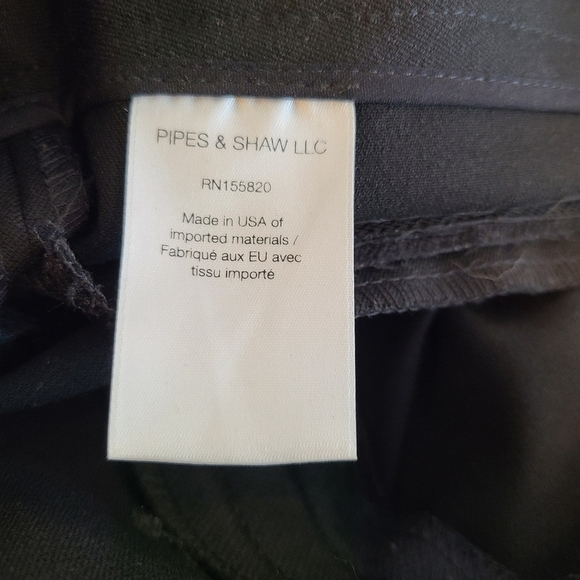 PIPES & SHAW LLC
RN155820
Made in USA of
imported materials /
Fabriqué aux EU avec
tissu importé